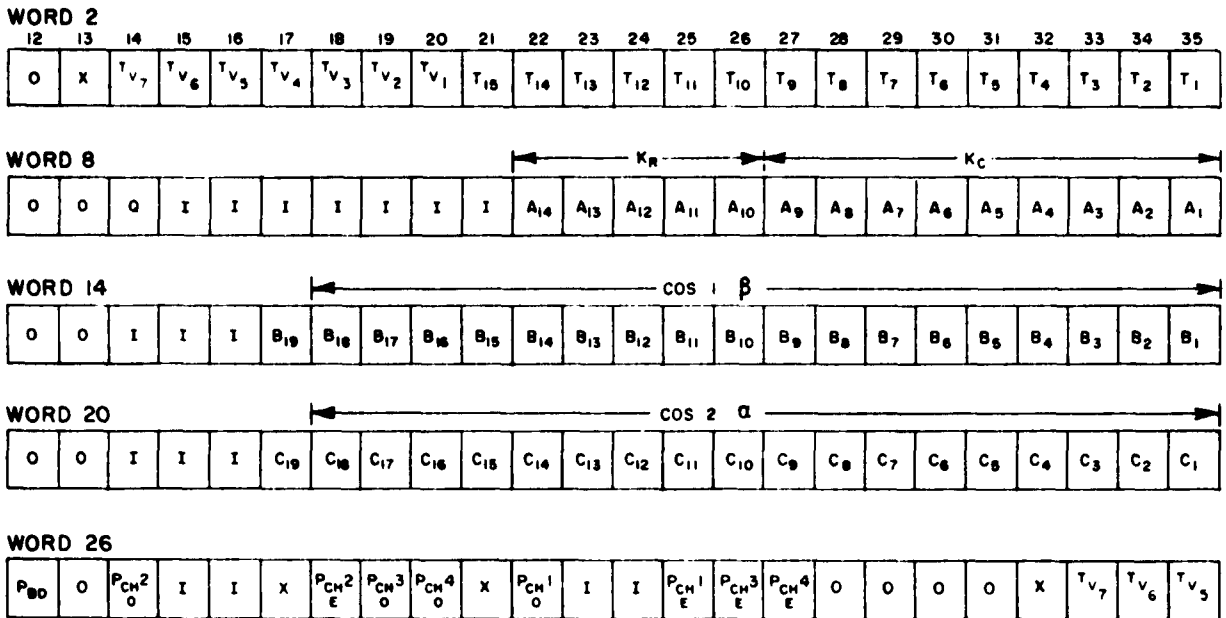 WORD 2
12 13 14 15 16 17 18 19 20 21 22 23 24 25 26 27 28 29 30 31 32 33 34 35
O X TV7 TV6 TV5 TV4 TV3 TV2 TV1 T15 T14 T13 T12 T11 T10 T9 T8 T7 T6 T5 T4 T3 T2 T1
WORD 8 KR KC
O O Q I I I I I I I A14 A13 A12 A11 A10 A9 A8 A7 A6 A5 A4 A3 A2 A1
WORD 14 COS 1 β
O O I I I B19 B18 B17 B16 B15 B14 B13 B12 B11 B10 B9 B8 B7 B6 B5 B4 B3 B2 B1
WORD 20 COS 2 α
O O I I I C19 C18 C17 C16 C15 C14 C13 C12 C11 C10 C9 C8 C7 C6 C5 C4 C3 C2 C1
WORD 26
PBD O PCH2 O I I X PCH2 E PCH3 O PCH4 O X PCH1 O I I PCH1 E PCH3 E PCH4 E O O O O X TV7 TV6 TV5